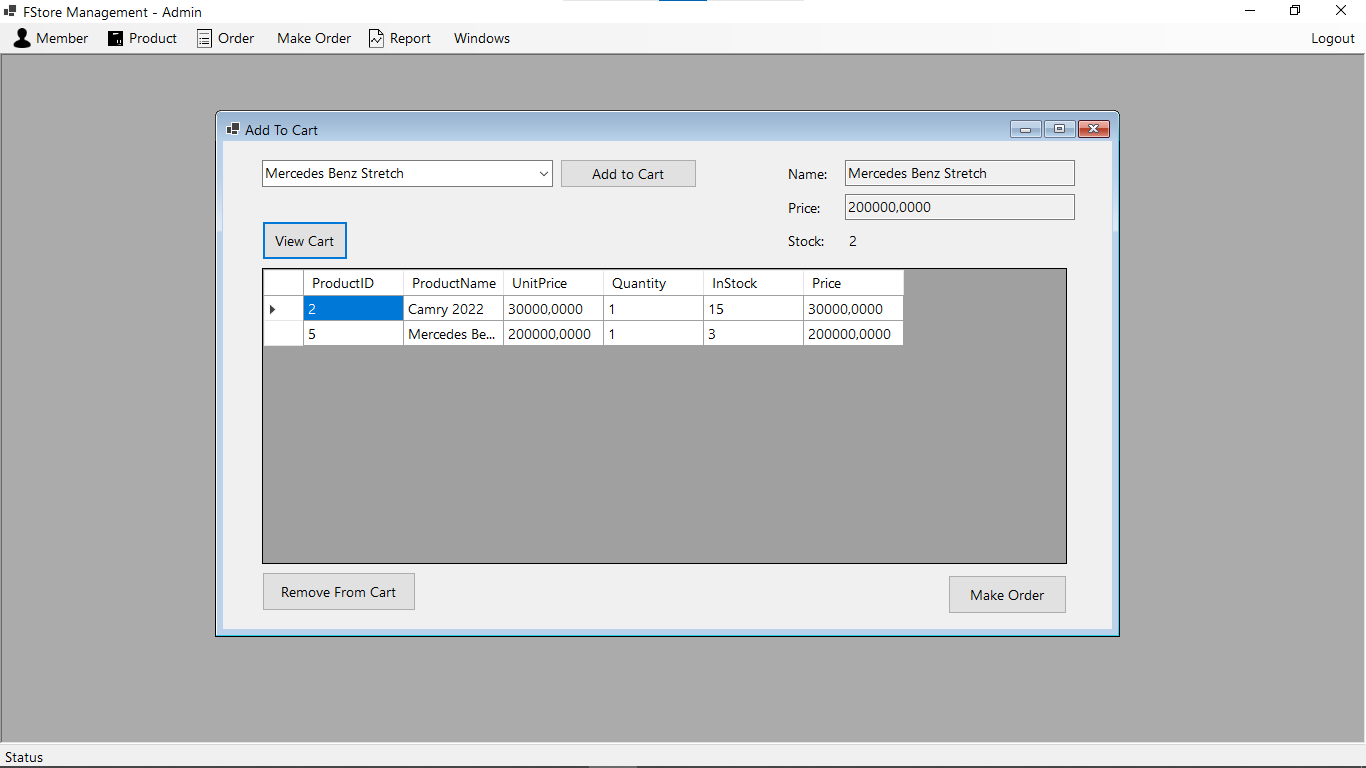 FStore Management - Admin
Member Product Order Make Order Report Windows Logout
Add To Cart
Mercedes Benz Stretch Add to Cart Name: Mercedes Benz Stretch
Price: 200000,0000
View Cart Stock: 2
ProductID ProductName UnitPrice Quantity InStock Price
2 Camry 2022 30000,0000 1 15 30000,0000
5 Mercedes Be... 200000,0000 1 3 200000,0000
Remove From Cart Make Order
Status